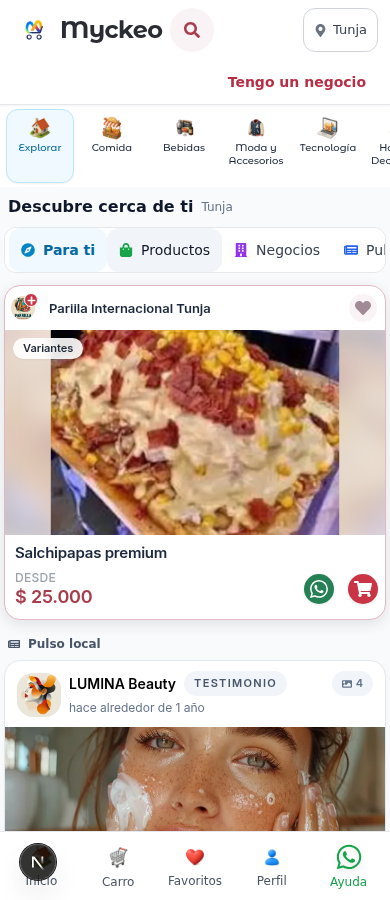 Myckeo
Tunja
Tengo un negocio
Explorar
Comida
Bebidas
Moda y
Accesorios
Tecnología
Descubre cerca de ti Tunja
Para ti
Productos
Negocios
Parilla Internacional Tunja
Variantes
Salchipapas premium
DESDE
$ 25.000
Pulso local
LUMINA Beauty
TESTIMONIO
4
hace alrededor de 1 año
N
Inicio
Carro
Favoritos
Perfil
Ayuda